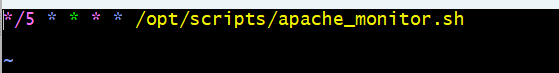 */5 * * * * /opt/scripts/apache_monitor.sh
~